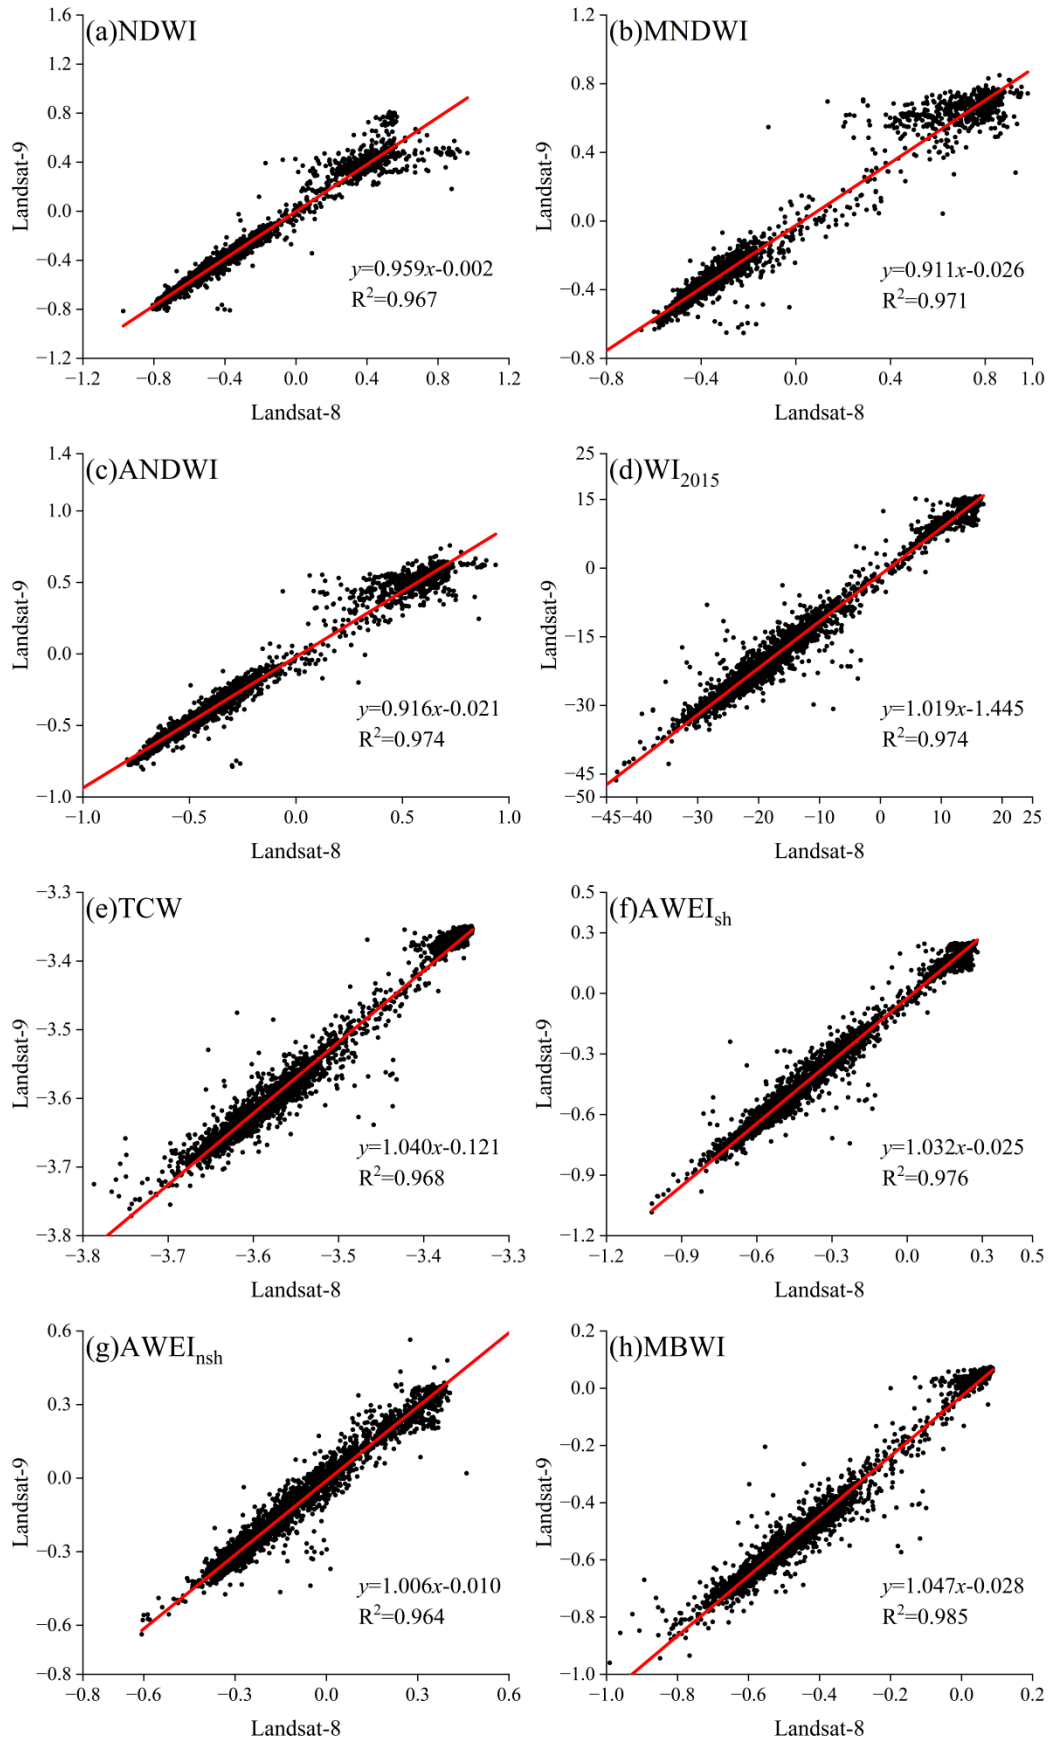 (a)NDWI
1.6
1.2
0.8
0.4
0.0
−0.4
−0.8
−1.2
Landsat-9
y=0.959x-0.002
R²=0.967
−1.2 −0.8 −0.4 0.0 0.4 0.8 1.2
Landsat-8
(b)MNDWI
1.2
0.8
0.4
0.0
−0.4
−0.8
Landsat-9
y=0.911x-0.026
R²=0.971
−0.8 −0.4 0.0 0.4 0.8 1.0
Landsat-8
(c)ANDWI
1.4
1.0
0.5
0.0
−0.5
−1.0
Landsat-9
y=0.916x-0.021
R²=0.974
−1.0 −0.5 0.0 0.5 1.0
Landsat-8
(d)WI₂₀₁₅
25
15
0
−15
−30
−45
−50
Landsat-9
y=1.019x-1.445
R²=0.974
−45 −40 −30 −20 −10 0 10 20 25
Landsat-8
(e)TCW
−3.3
−3.4
−3.5
−3.6
−3.7
−3.8
Landsat-9
y=1.040x-0.121
R²=0.968
−3.8 −3.7 −3.6 −3.5 −3.4 −3.3
Landsat-8
(f)AWEIsh
0.5
0.3
0.0
−0.3
−0.6
−0.9
−1.2
Landsat-9
y=1.032x-0.025
R²=0.976
−1.2 −0.9 −0.6 −0.3 0.0 0.3 0.5
Landsat-8
(g)AWEInsh
0.6
0.3
0.0
−0.3
−0.6
−0.8
Landsat-9
y=1.006x-0.010
R²=0.964
−0.8 −0.6 −0.3 0.0 0.3 0.6
Landsat-8
(h)MBWI
0.2
0.0
−0.2
−0.4
−0.6
−0.8
−1.0
Landsat-9
y=1.047x-0.028
R²=0.985
−1.0 −0.8 −0.6 −0.4 −0.2 0.0 0.2
Landsat-8